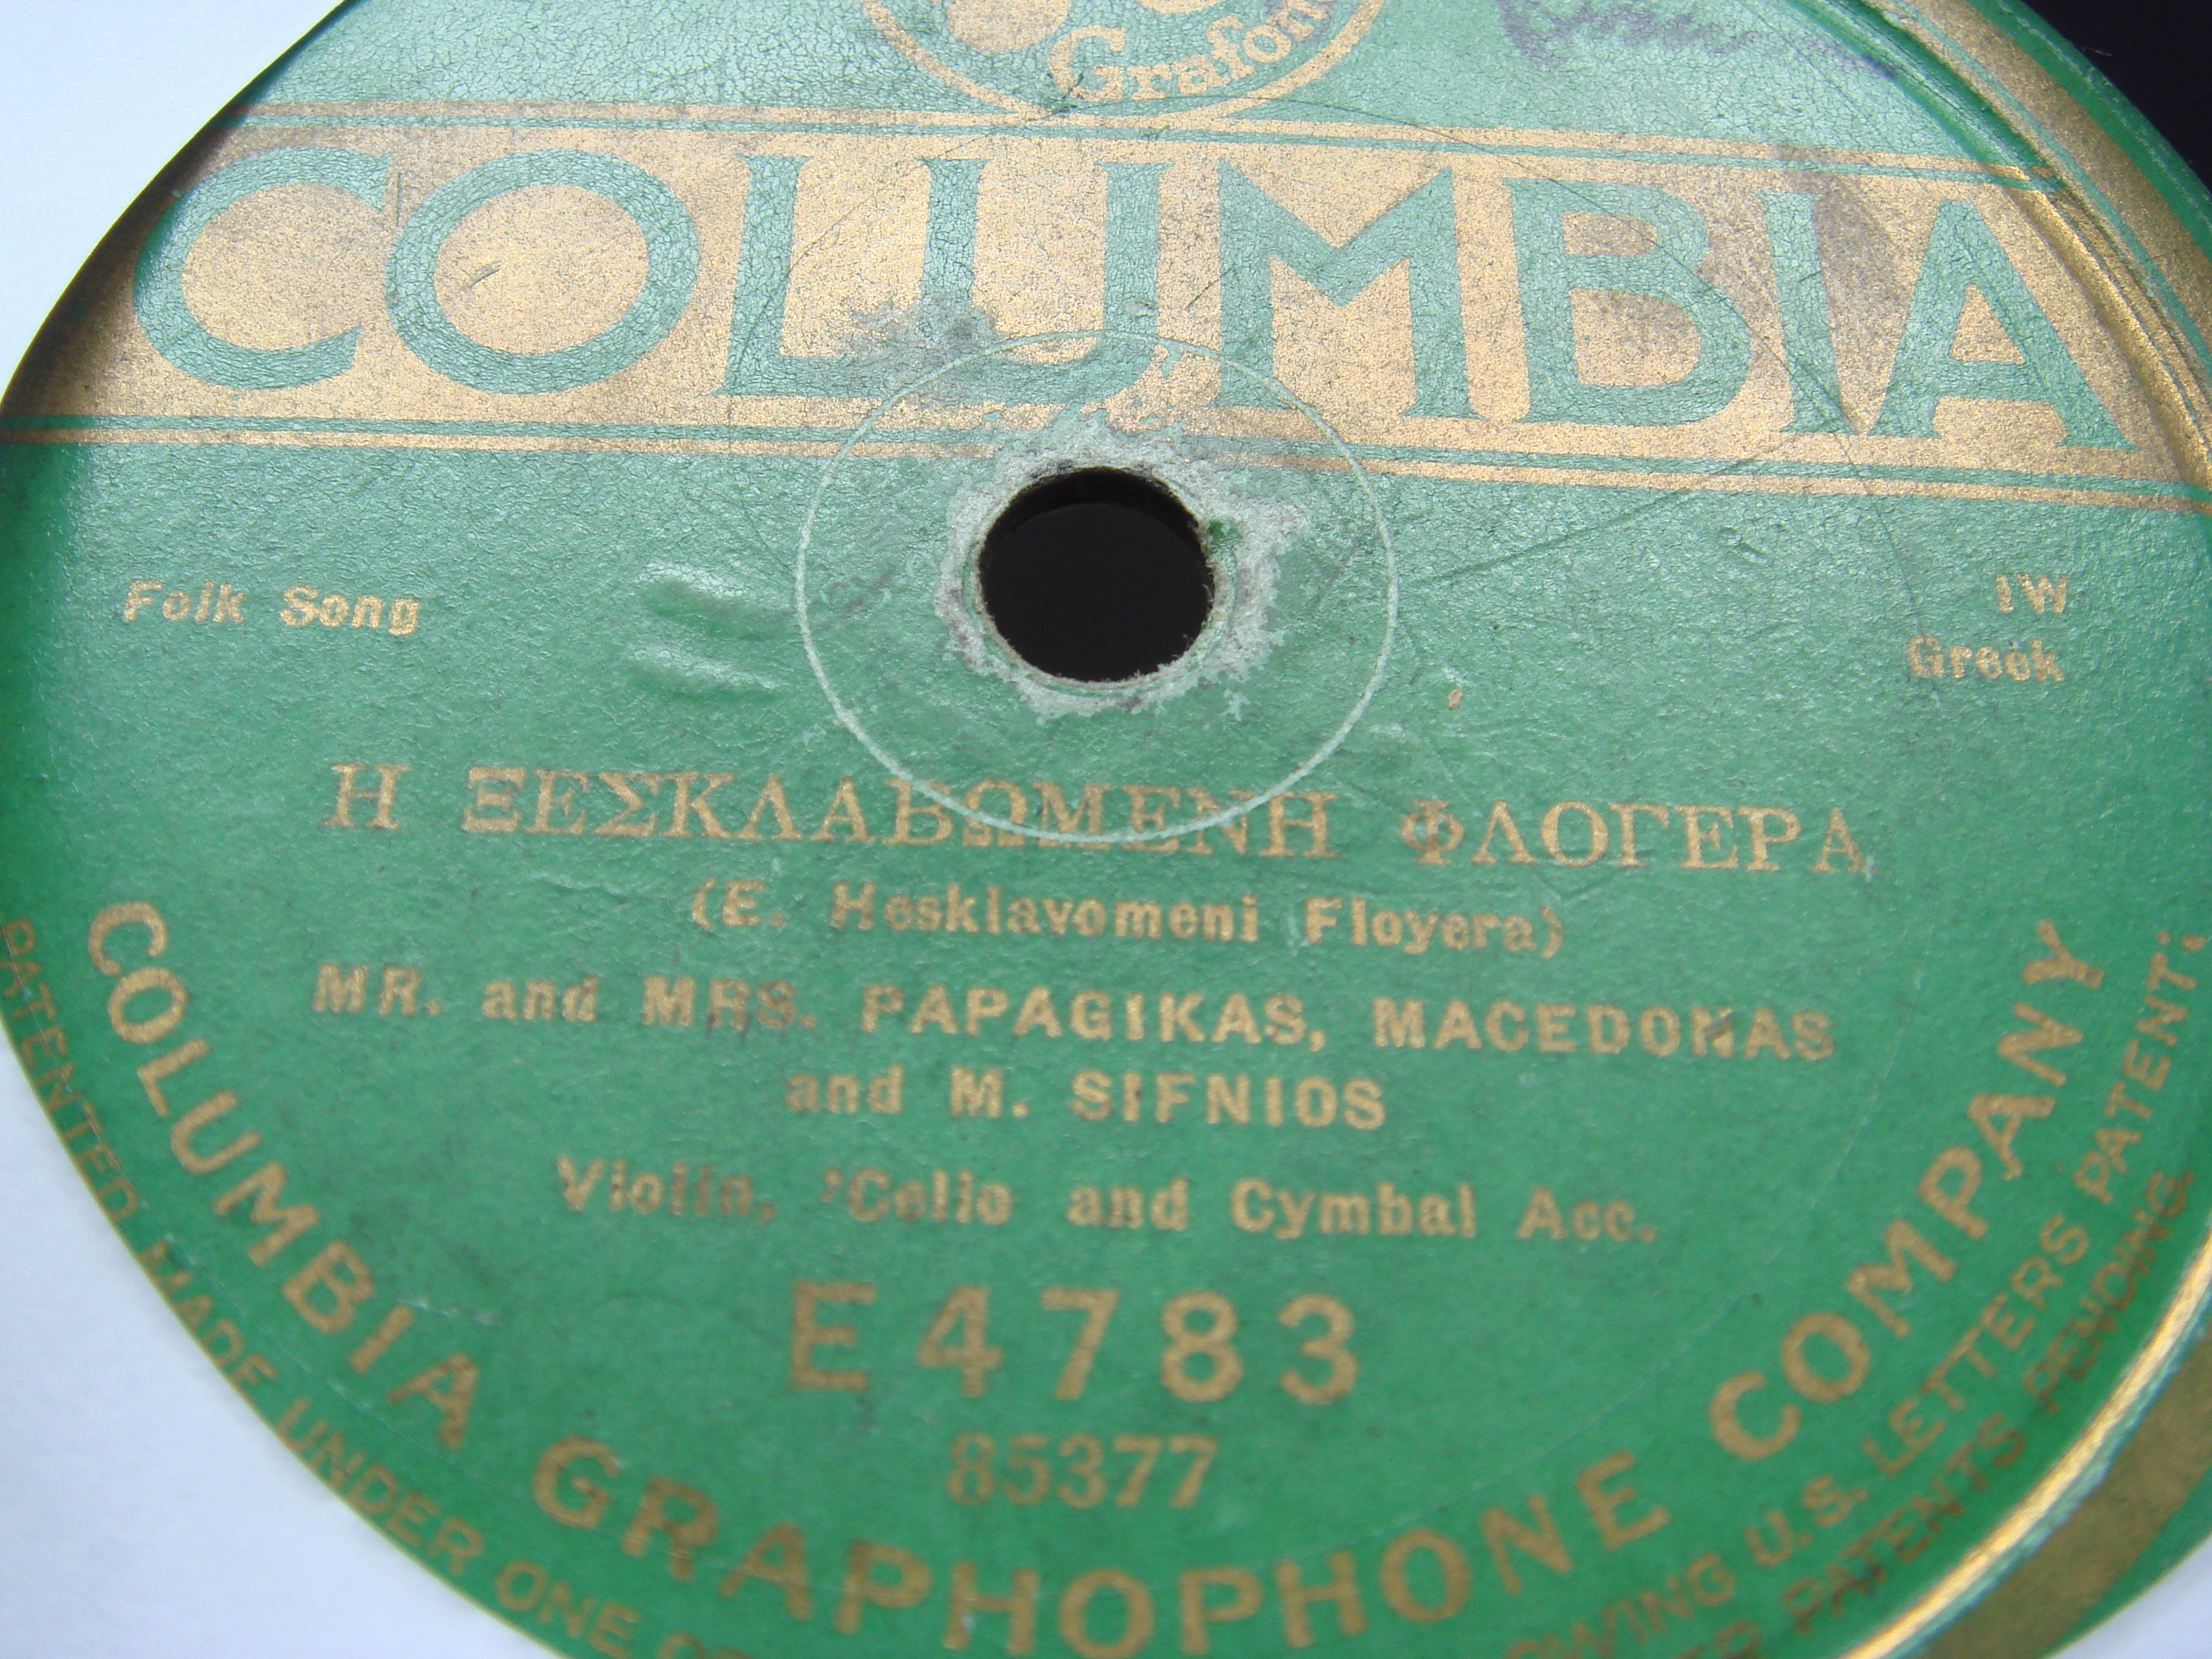 COLUMBIA
Folk Song
IW
Greek
Η ΞΕΣΚΛΑΒΩΜΕΝΗ ΦΛΟΓΕΡΑ
(E. Hesklavomeni Floyera)
MR. and MRS. PAPAGIKAS, MACEDONAS
and M. SIFNIOS
Violin, 'Cello and Cymbal Acc.
E4783
85377
COLUMBIA GRAPHOPHONE COMPANY
PATENTED MADE UNDER ONE
U.S. LETTERS PATENT:
PATENTS PENDING.